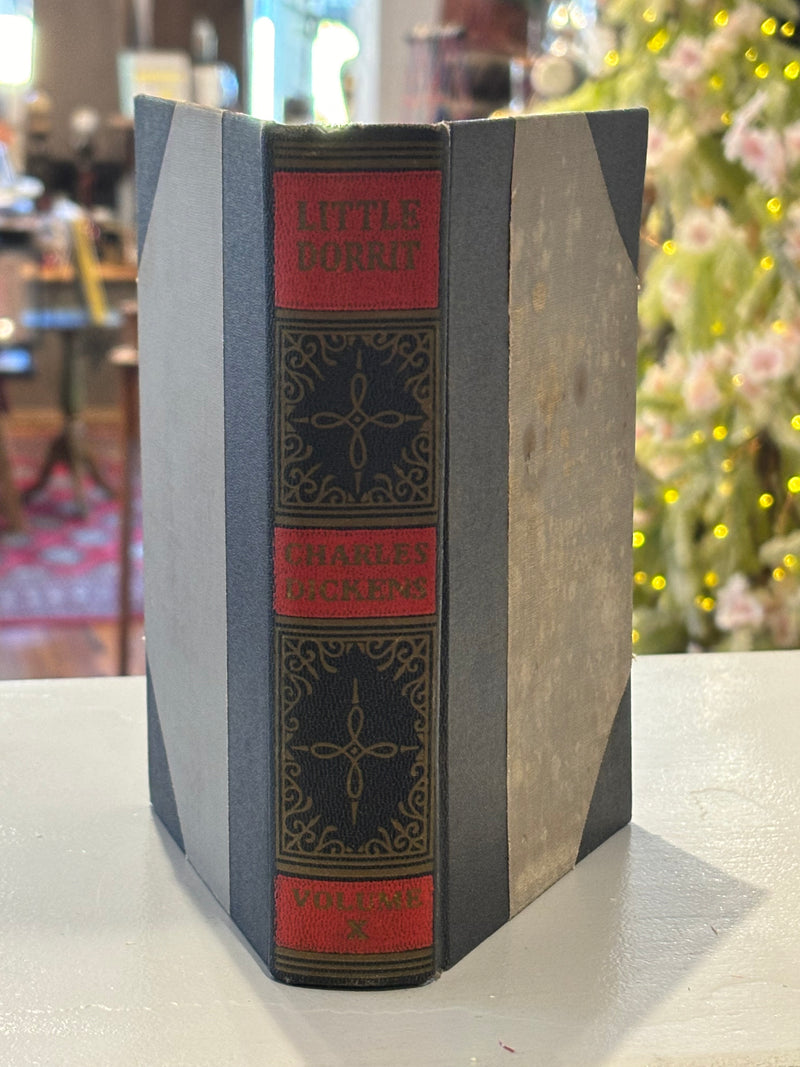 LITTLE
DORRIT
CHARLES
DICKENS
VOLUME
X